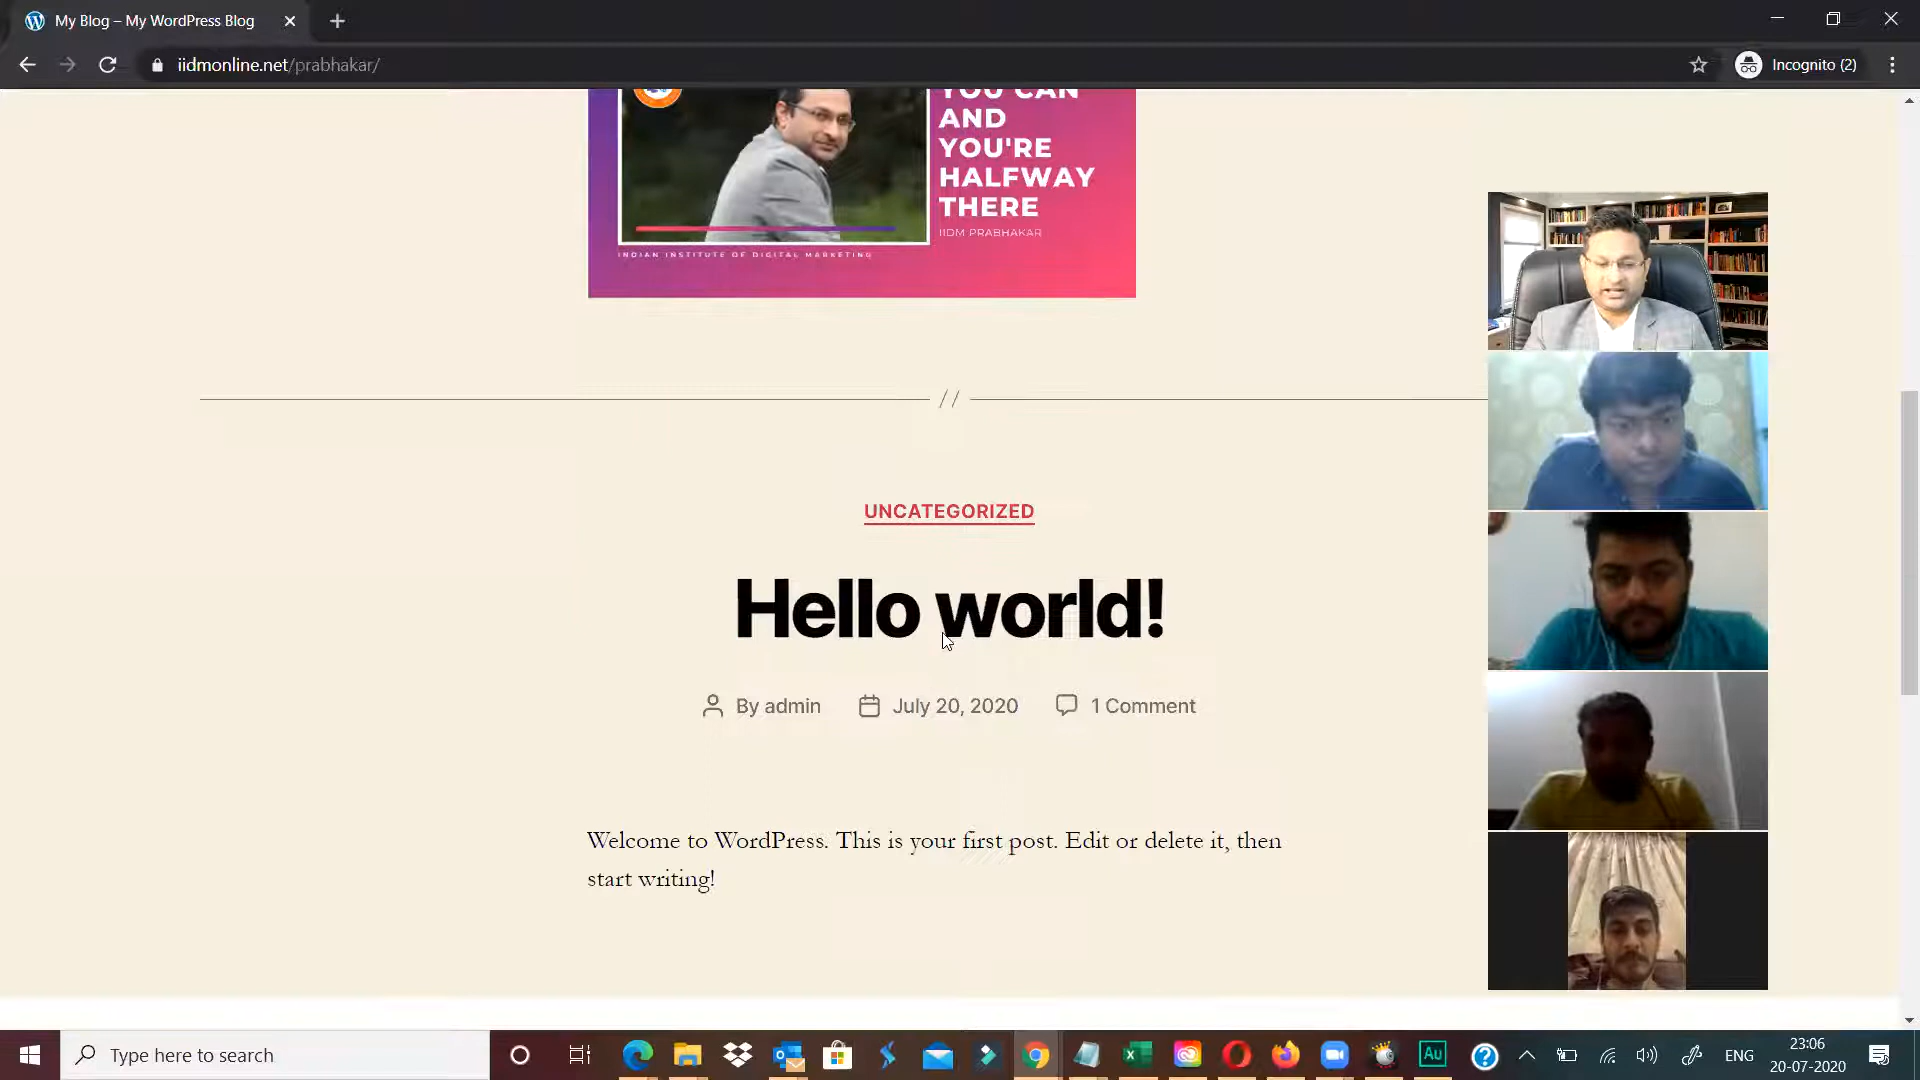 My Blog – My WordPress Blog
iidmonline.net/prabhakar/
Incognito (2)
YOU CAN
AND
YOU'RE
HALFWAY
THERE
IIDM PRABHAKAR
INDIAN INSTITUTE OF DIGITAL MARKETING
//
UNCATEGORIZED
Hello world!
By admin July 20, 2020 1 Comment
Welcome to WordPress. This is your first post. Edit or delete it, then
start writing!
Type here to search
Au
ENG
23:06
20-07-2020